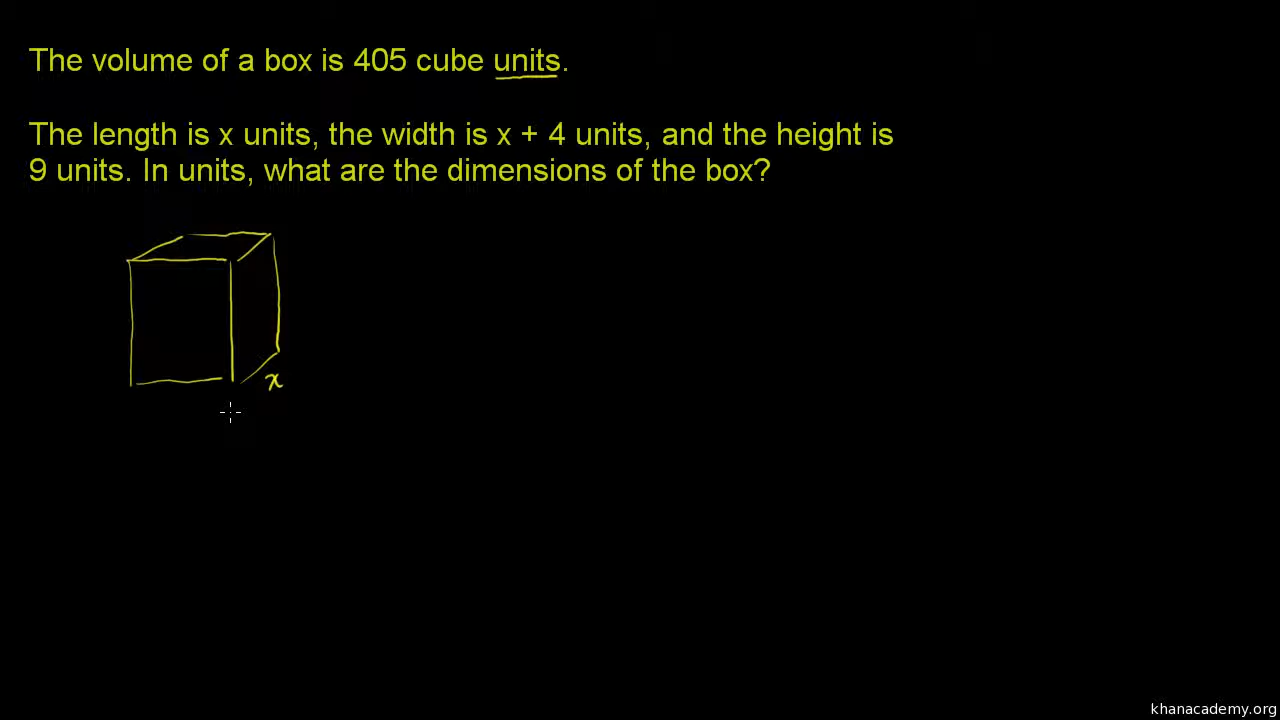 The volume of a box is 405 cube units.
The length is x units, the width is x + 4 units, and the height is
9 units. In units, what are the dimensions of the box?
x
khanacademy.org